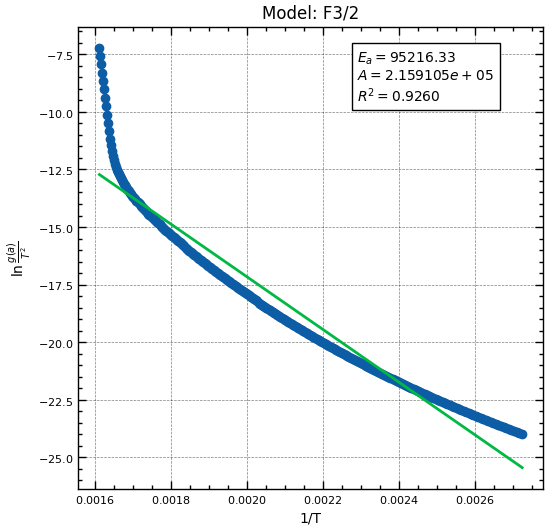 Model: F3/2
E_a = 95216.33
A = 2.159105e + 05
R^2 = 0.9260
−7.5
−10.0
−12.5
−15.0
−17.5
−20.0
−22.5
−25.0
ln g(a)/T^2
0.0016 0.0018 0.0020 0.0022 0.0024 0.0026
1/T